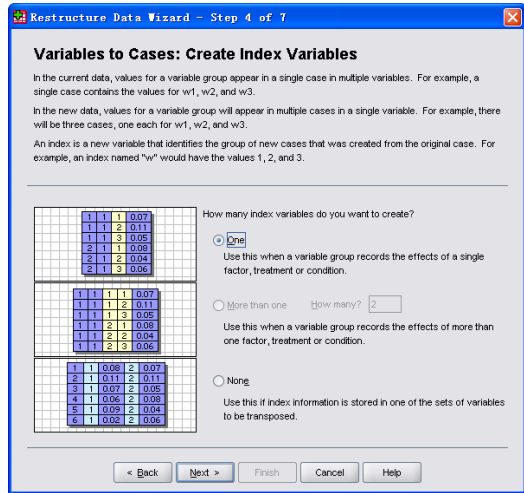 Restructure Data Wizard - Step 4 of 7
Variables to Cases: Create Index Variables
In the current data, values for a variable group appear in a single case in multiple variables. For example, a
single case contains the values for w1, w2, and w3.
In the new data, values for a variable group will appear in multiple cases in a single variable. For example, there
will be three cases, one each for w1, w2, and w3.
An index is a new variable that identifies the group of new cases that was created from the original case. For
example, an index named "w" would have the values 1, 2, and 3.
How many index variables do you want to create?
One
Use this when a variable group records the effects of a single
factor, treatment or condition.
More than one How many? 2
Use this when a variable group records the effects of more than
one factor, treatment or condition.
None
Use this if index information is stored in one of the sets of variables
to be transposed.
1 1 1 0.07
1 1 2 0.11
1 1 3 0.05
2 1 1 0.08
2 1 2 0.04
2 1 3 0.06
1 1 1 1 0.07
1 1 1 2 0.11
1 1 1 3 0.05
1 1 2 1 0.08
1 1 2 2 0.04
1 1 2 3 0.06
1 1 0.08 2 0.07
2 1 0.11 2 0.11
3 1 0.07 2 0.05
4 1 0.06 2 0.08
5 1 0.09 2 0.04
6 1 0.02 2 0.06
< Back Next > Finish Cancel Help